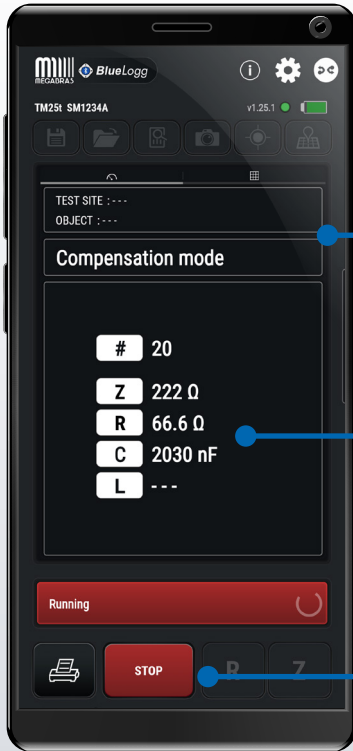 MEGABRAS BlueLogg
TM25t SM1234A v1.25.1
TEST SITE :---
OBJECT :---
Compensation mode
# 20
Z 222 Ω
R 66.6 Ω
C 2030 nF
L ---
Running
STOP R Z